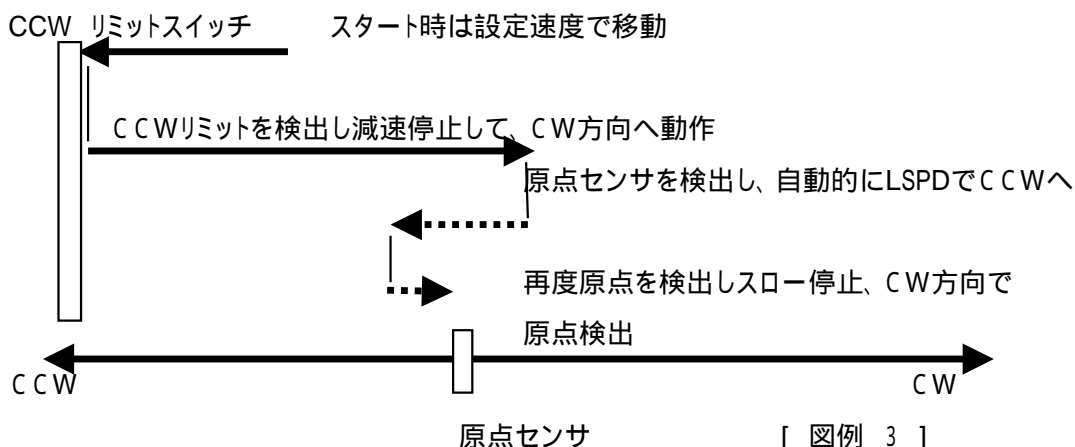 CCW リミットスイッチ スタート時は設定速度で移動
CCWリミットを検出し減速停止して、CW方向へ動作
原点センサを検出し、自動的にLSPDでCCWへ
再度原点を検出しスロー停止、CW方向で
原点検出
CCW CW
原点センサ [ 図例 3 ]